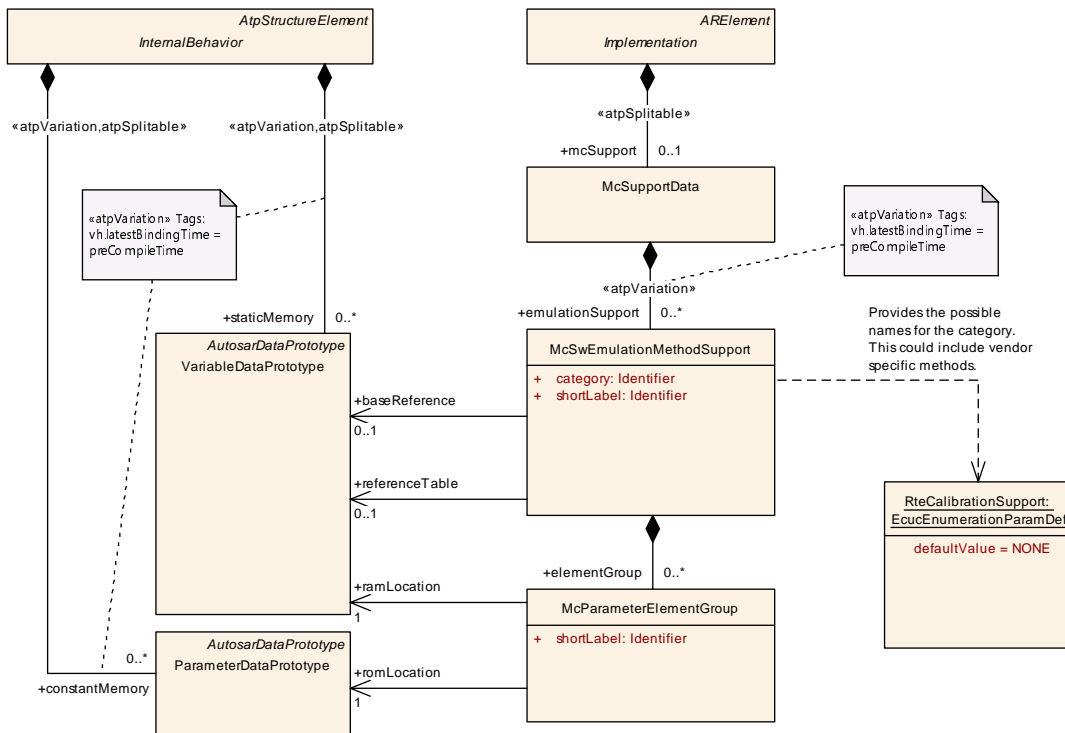 AtpStructureElement
InternalBehavior
ARElement
Implementation
«atpVariation,atpSplitable»
«atpVariation,atpSplitable»
«atpSplitable»
+mcSupport
0..1
McSupportData
«atpVariation» Tags:
vh.latestBindingTime =
preCompileTime
«atpVariation» Tags:
vh.latestBindingTime =
preCompileTime
«atpVariation»
+staticMemory
0..*
+emulationSupport
0..*
Provides the possible
names for the category.
This could include vendor
specific methods.
AutosarDataPrototype
VariableDataPrototype
McSwEmulationMethodSupport
+ category: Identifier
+ shortLabel: Identifier
+baseReference
0..1
+referenceTable
0..1
RteCalibrationSupport:
EcucEnumerationParamDef
defaultValue = NONE
+elementGroup
0..*
+ramLocation
1
McParameterElementGroup
+ shortLabel: Identifier
AutosarDataPrototype
ParameterDataPrototype
0..*
+constantMemory
+romLocation
1